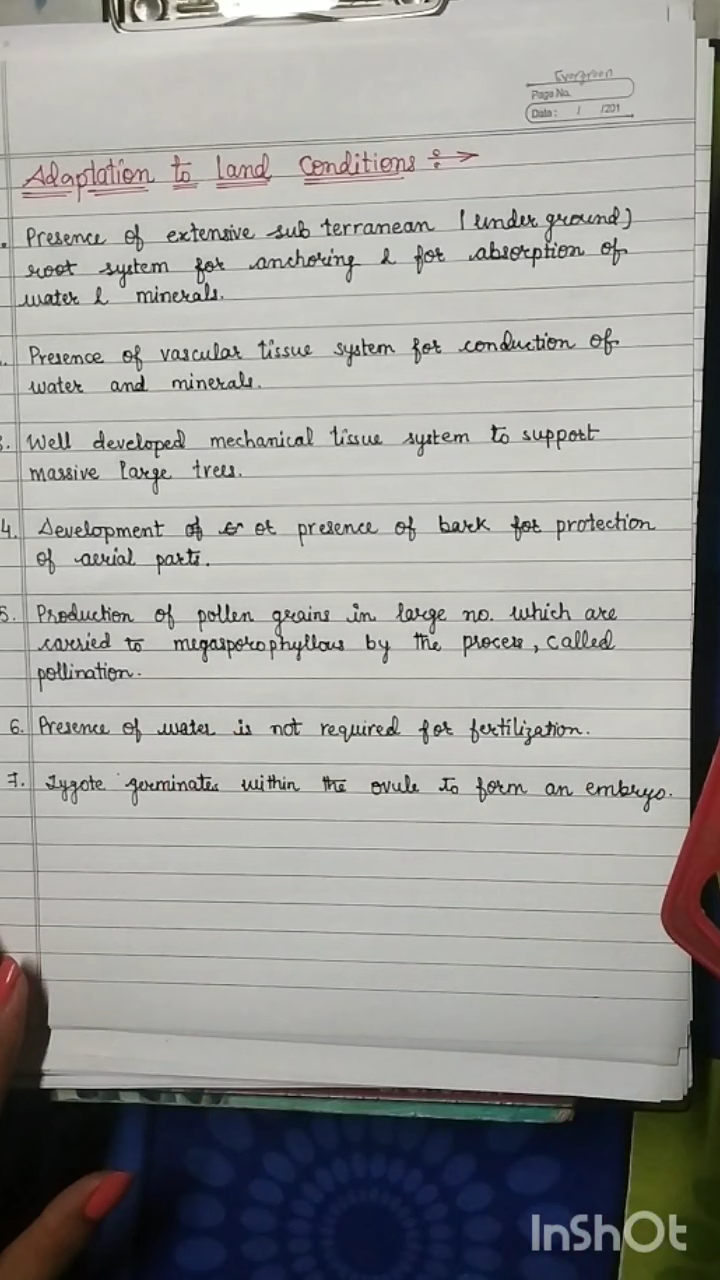 Evergreen
Page No.
Date: / /201
Adaptation to land Conditions ÷ >
. Presence of extensive sub terranean (under ground)
root system for anchoring & for absorption of
water & minerals.
. Presence of vascular tissue system for conduction of
water and minerals.
3. Well developed mechanical tissue system to support
massive large trees.
4. Development of or presence of bark for protection
of aerial parts.
5. Production of pollen grains in large no. which are
carried to megasporophyllous by the process, called
pollination.
6. Presence of water is not required for fertilization.
7. Zygote germinates within the ovule to form an embryo.
InShOt